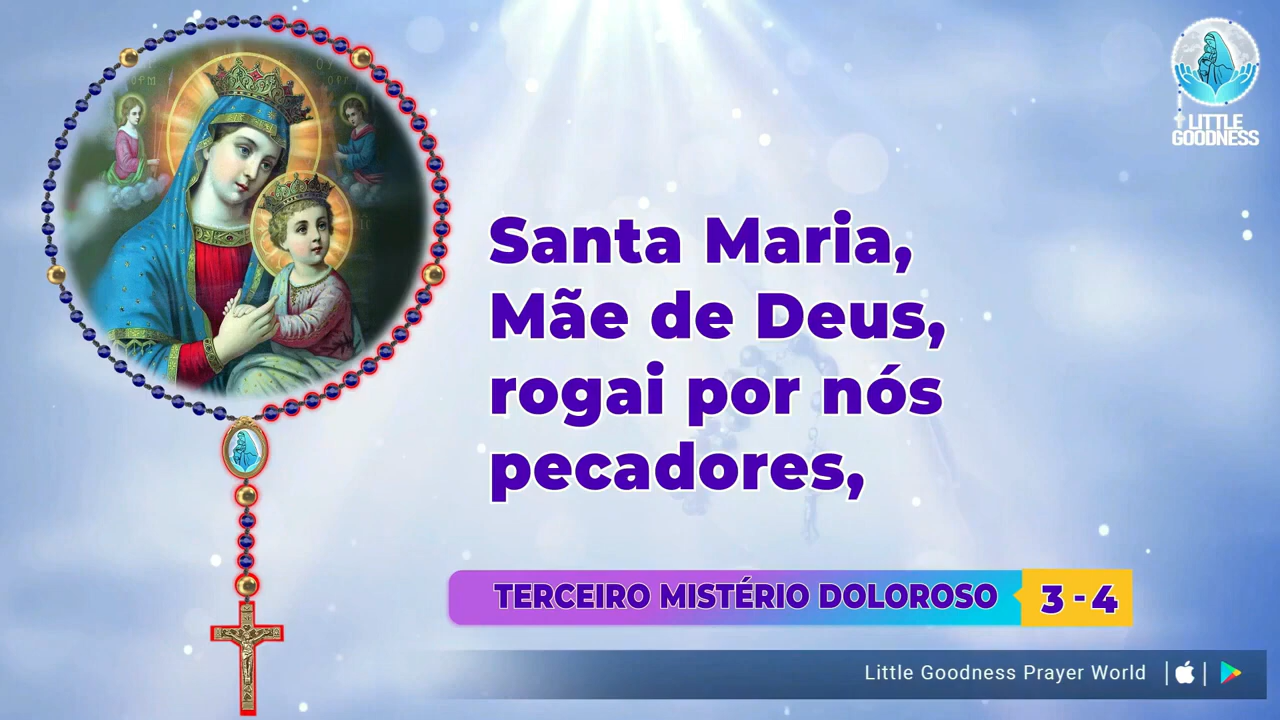 LITTLE
GOODNESS
Santa Maria,
Mãe de Deus,
rogai por nós
pecadores,
TERCEIRO MISTÉRIO DOLOROSO
3 - 4
Little Goodness Prayer World